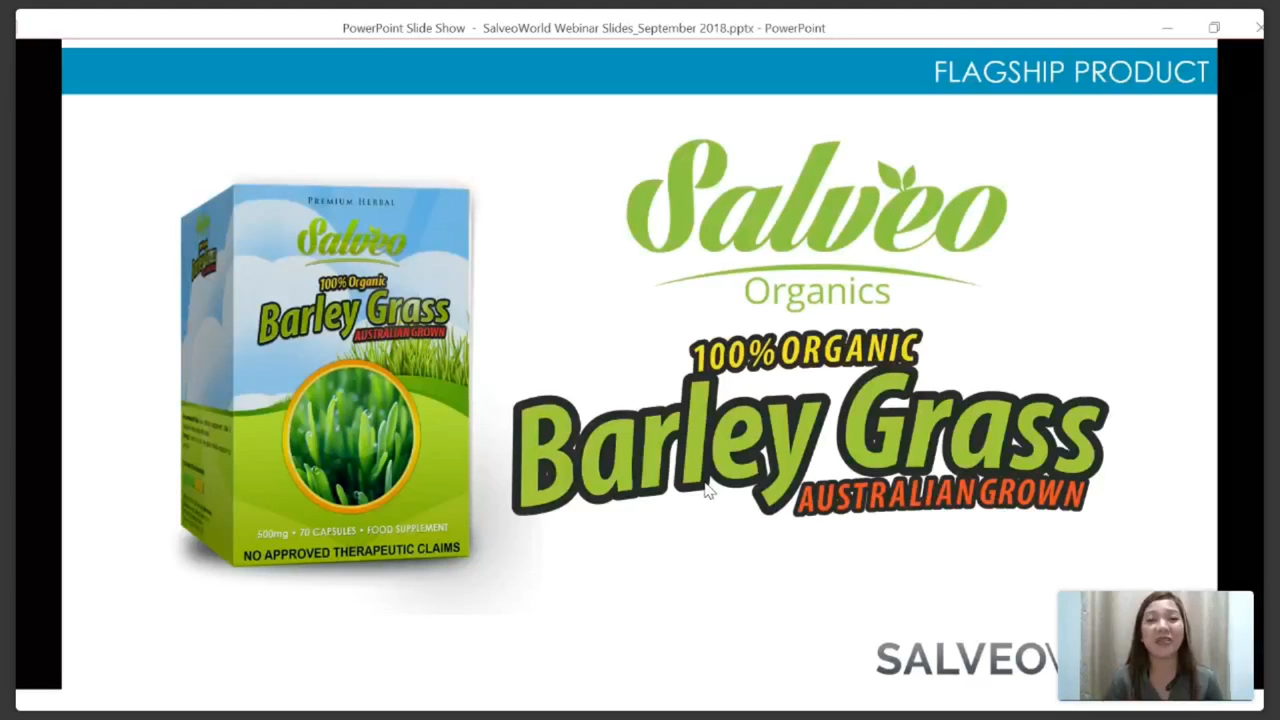 PowerPoint Slide Show - SalveoWorld Webinar Slides_September 2018.pptx - PowerPoint
FLAGSHIP PRODUCT
PREMIUM HERBAL
Salveo
100% Organic
Barley Grass
AUSTRALIAN GROWN
500mg • 70 CAPSULES • FOOD SUPPLEMENT
NO APPROVED THERAPEUTIC CLAIMS
Salveo
Organics
100% ORGANIC
Barley Grass
AUSTRALIAN GROWN
SALVEO